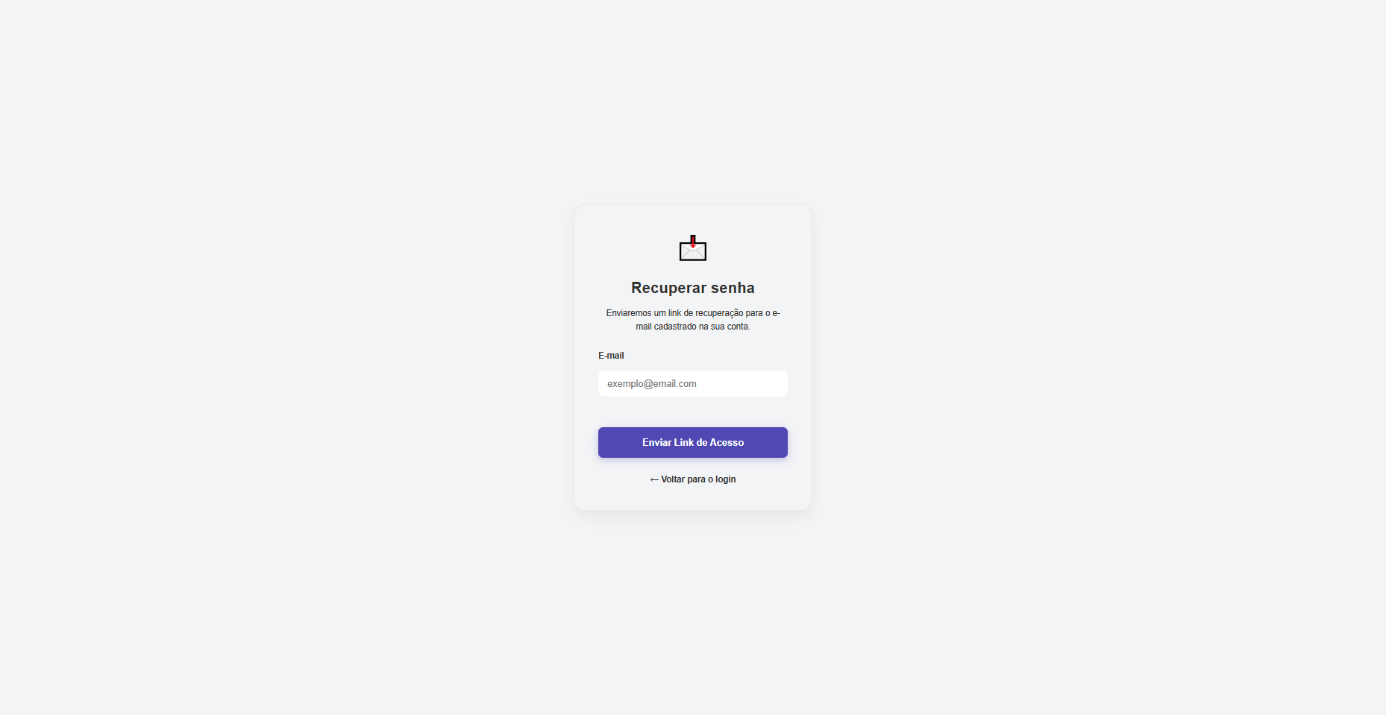 Recuperar senha
Enviaremos um link de recuperação para o e-
mail cadastrado na sua conta.
E-mail
exemplo@email.com
Enviar Link de Acesso
← Voltar para o login